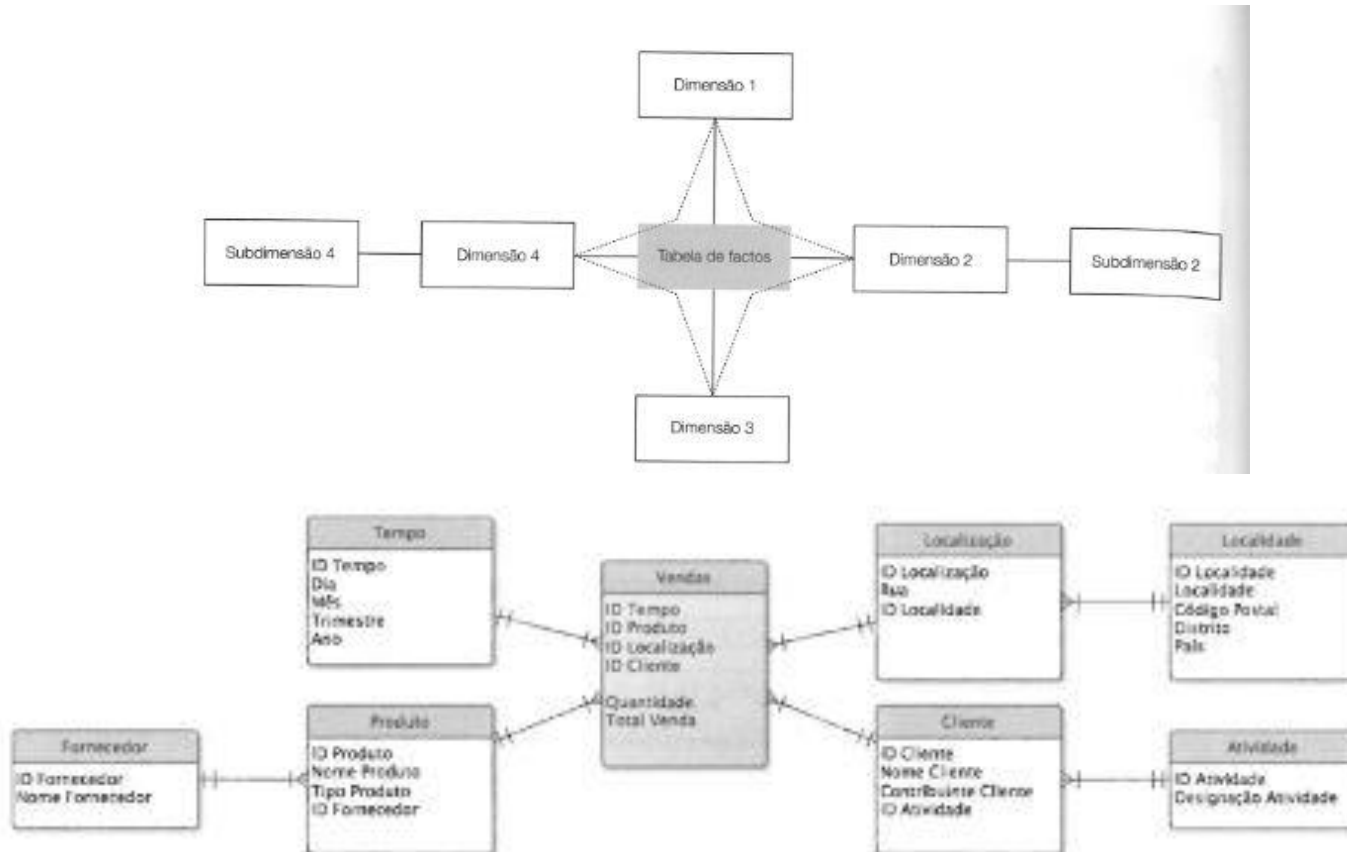 Dimensão 1
Subdimensão 4
Dimensão 4
Tabela de factos
Dimensão 2
Subdimensão 2
Dimensão 3
Tempo
ID Tempo
Dia
Mês
Trimestre
Ano
Vendas
ID Tempo
ID Produto
ID Localização
ID Cliente
Quantidade
Total Venda
Localização
ID Localização
Rua
ID Localidade
Localidade
ID Localidade
Localidade
Código Postal
Distrito
País
Fornecedor
ID Fornecedor
Nome Fornecedor
Produto
ID Produto
Nome Produto
Tipo Produto
ID Fornecedor
Cliente
ID Cliente
Nome Cliente
Contribuinte Cliente
ID Atividade
Atividade
ID Atividade
Designação Atividade